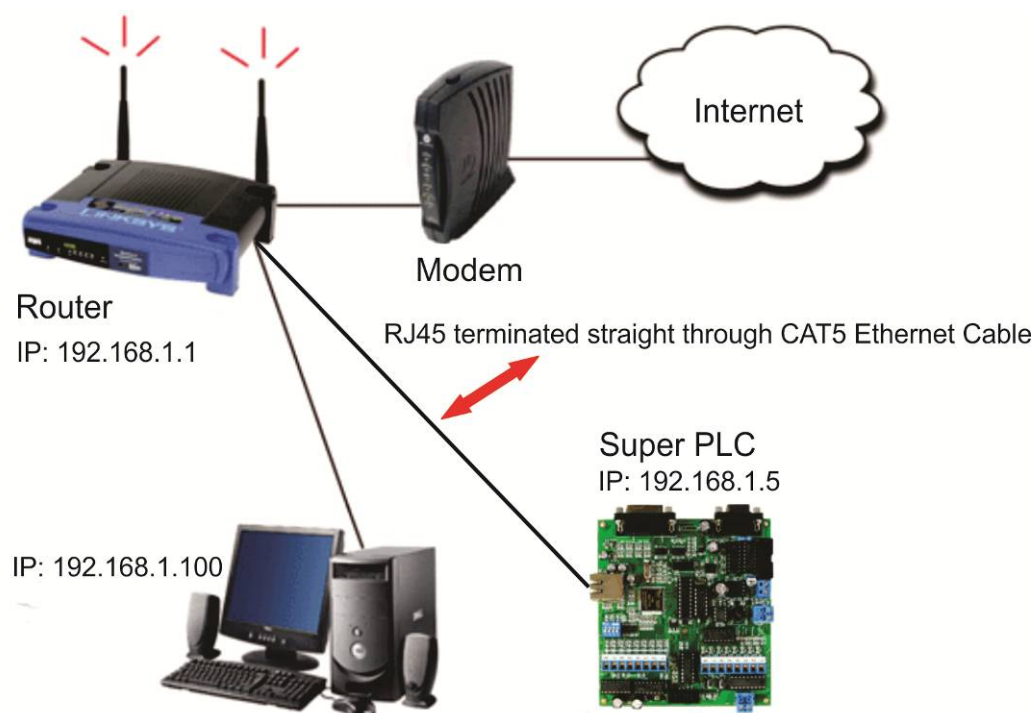 Internet
LINKSYS
Modem
Router
IP: 192.168.1.1
RJ45 terminated straight through CAT5 Ethernet Cable
Super PLC
IP: 192.168.1.5
IP: 192.168.1.100